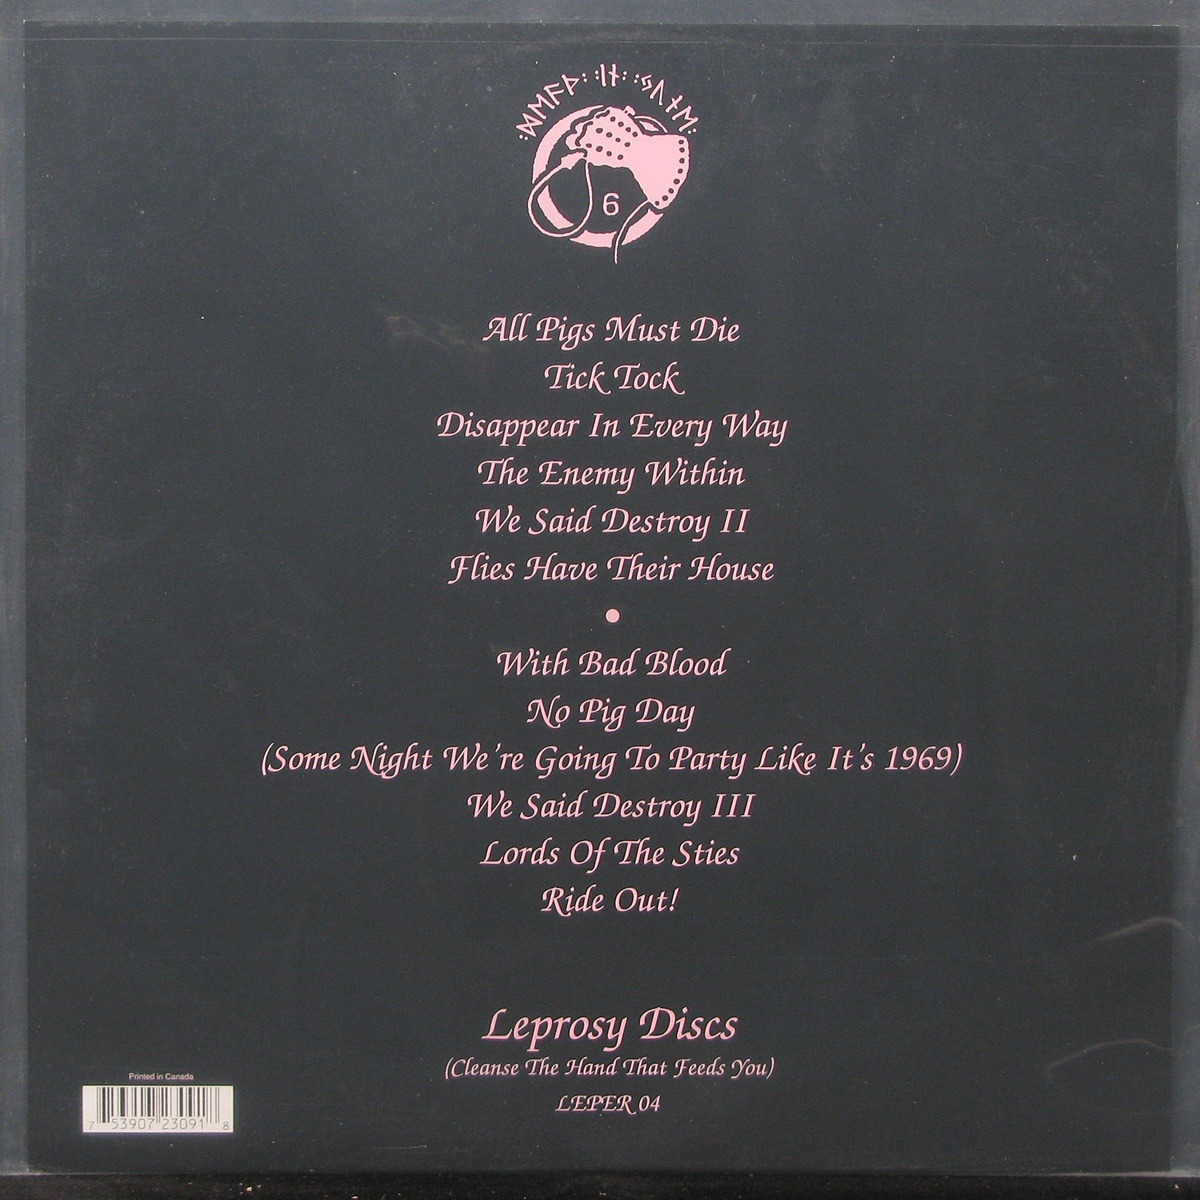 ᛞᛖᚨᚦ᛬᛬ᛁᚾ᛬᛬ᛃᚢᚾᛖ
6
All Pigs Must Die
Tick Tock
Disappear In Every Way
The Enemy Within
We Said Destroy II
Flies Have Their House
With Bad Blood
No Pig Day
(Some Night We're Going To Party Like It's 1969)
We Said Destroy III
Lords Of The Sties
Ride Out!
Leprosy Discs
(Cleanse The Hand That Feeds You)
LEPER 04
Printed in Canada
7 53907 23091 8